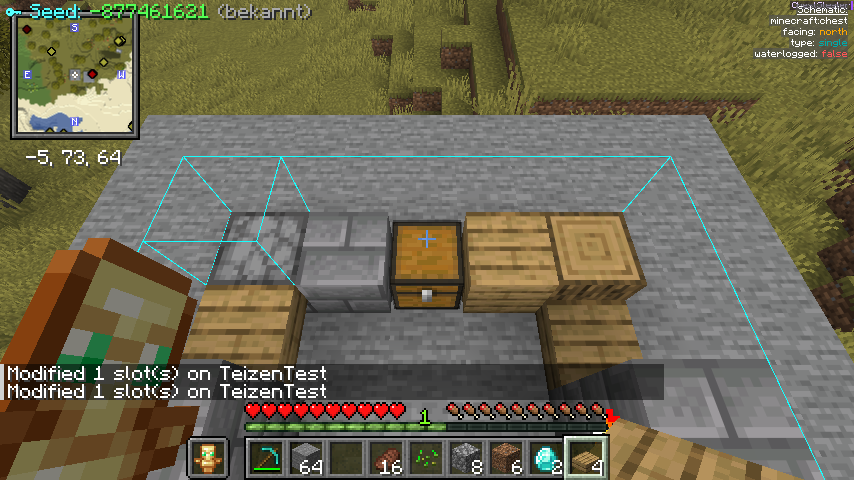 Seed: -877461621 (bekannt)
Schematic:
minecraft:chest
facing: north
type: single
waterlogged: false
S
E
W
N
-5, 73, 64
Modified 1 slot(s) on TeizenTest
Modified 1 slot(s) on TeizenTest
1
64
16
8
6
2
4